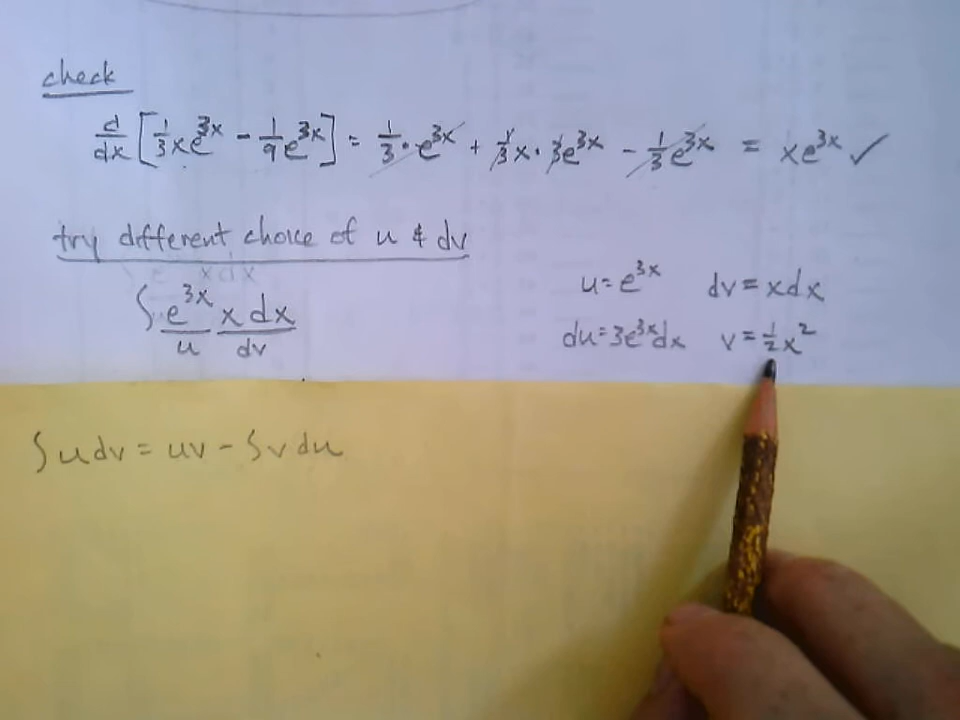 check
d/dx [1/3 xe^3x - 1/9 e^3x] = 1/3 · e^3x + 1/3 x · 3e^3x - 1/3 e^3x = xe^3x ✓
try different choice of u & dv
∫ e^3x x dx
u dv
u = e^3x dv = xdx
du = 3e^3x dx v = 1/2 x^2
∫ u dv = uv - ∫ v du